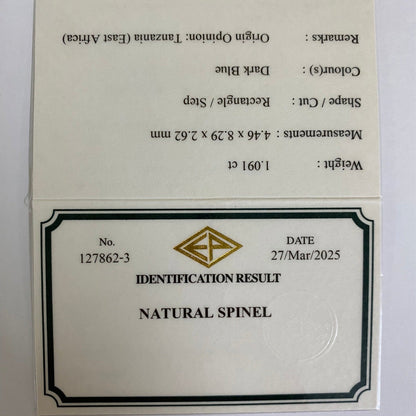 Weight : 1.091 ct
Measurements : 4.46 x 8.29 x 2.62 mm
Shape / Cut : Rectangle / Step
Colour(s) : Dark Blue
Remarks : Origin Opinion: Tanzania (East Africa)
No.
127862-3
EP
DATE
27/Mar/2025
IDENTIFICATION RESULT
NATURAL SPINEL